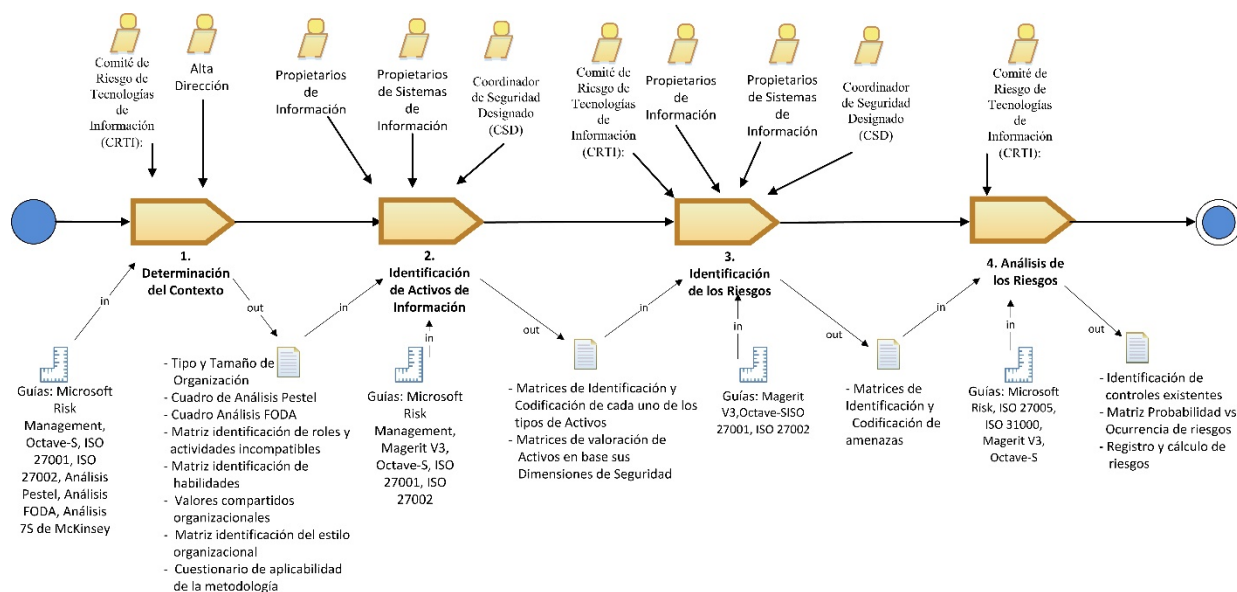 Comité de
Riesgo de
Tecnologías
de
Información
(CRTI):
Alta
Dirección
Propietarios
de
Información
Propietarios
de Sistemas
de
Información
Coordinador
de Seguridad
Designado
(CSD)
Comité de
Riesgo de
Tecnologías
de
Información
(CRTI):
Propietarios
de
Información
Propietarios
de Sistemas
de
Información
Coordinador
de Seguridad
Designado
(CSD)
Comité de
Riesgo de
Tecnologías
de
Información
(CRTI):
1.
Determinación
del Contexto
2.
Identificación
de Activos de
Información
3.
Identificación
de los Riesgos
4. Análisis de
los Riesgos
in
out
in
in
out
in
in
out
in
in
out
Guías: Microsoft
Risk
Management,
Octave-S, ISO
27001, ISO
27002, Análisis
Pestel, Análisis
FODA, Análisis
7S de McKinsey
- Tipo y Tamaño de
Organización
- Cuadro de Análisis Pestel
- Cuadro Análisis FODA
- Matriz identificación de roles y
actividades incompatibles
- Matriz identificación de
habilidades
- Valores compartidos
organizacionales
- Matriz identificación del estilo
organizacional
- Cuestionario de aplicabilidad
de la metodología
Guías: Microsoft
Risk
Management,
Magerit V3,
Octave-S, ISO
27001, ISO
27002
- Matrices de Identificación y
Codificación de cada uno de los
tipos de Activos
- Matrices de valoración de
Activos en base sus
Dimensiones de Seguridad
Guías: Magerit
V3,Octave-SISO
27001, ISO 27002
- Matrices de
Identificación y
Codificación de
amenazas
Guías: Microsoft
Risk, ISO 27005,
ISO 31000,
Magerit V3,
Octave-S
- Identificación de
controles existentes
- Matriz Probabilidad vs
Ocurrencia de riesgos
- Registro y cálculo de
riesgos